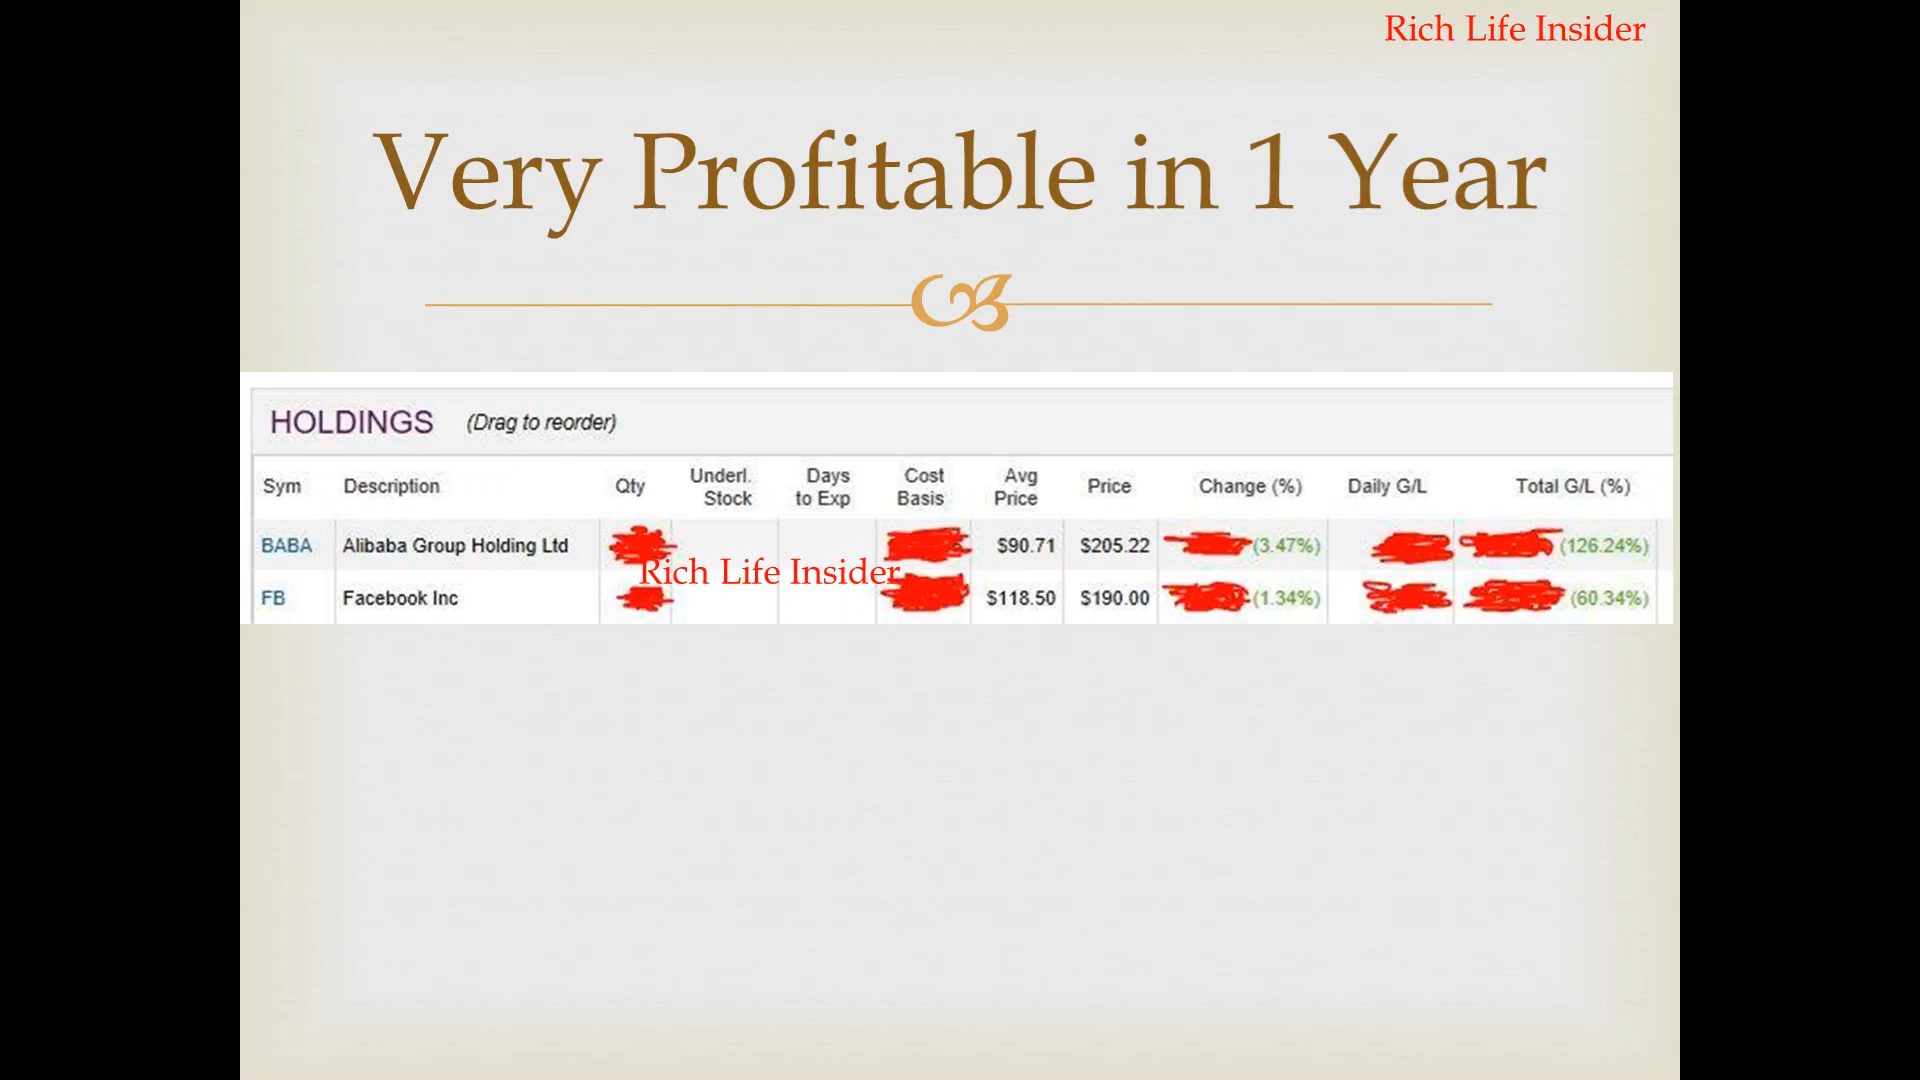 Rich Life Insider
Very Profitable in 1 Year
HOLDINGS (Drag to reorder)
Sym Description Qty Underl. Stock Days to Exp Cost Basis Avg Price Price Change (%) Daily G/L Total G/L (%)
BABA Alibaba Group Holding Ltd $90.71 $205.22 (3.47%) (126.24%)
Rich Life Insider
FB Facebook Inc $118.50 $190.00 (1.34%) (60.34%)